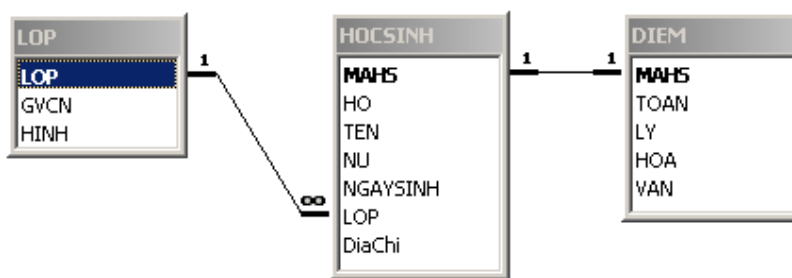 LOP
LOP
GVCN
HINH
1
∞
HOCSINH
MAHS
HO
TEN
NU
NGAYSINH
LOP
DiaChi
1
1
DIEM
MAHS
TOAN
LY
HOA
VAN